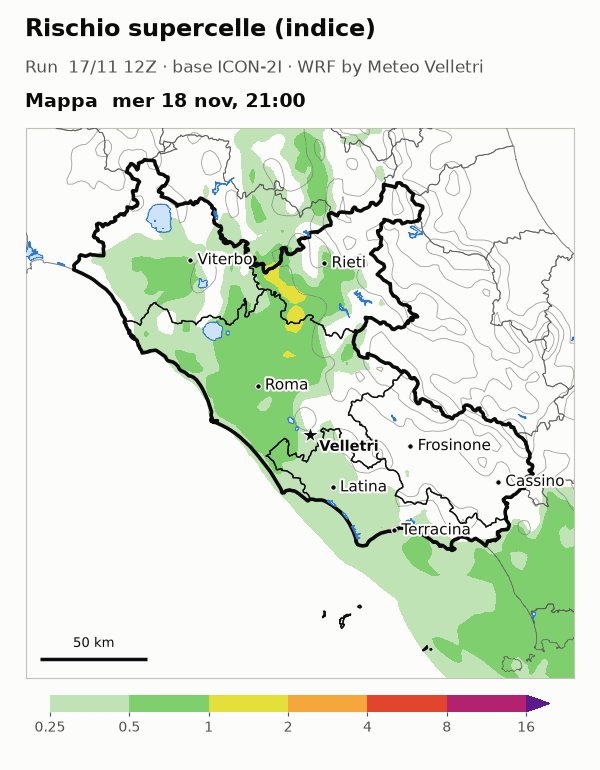 Rischio supercelle (indice)
Run  17/11 12Z · base ICON-2I · WRF by Meteo Velletri
Mappa  mer 18 nov, 21:00
Viterbo
Rieti
Roma
Velletri
Frosinone
Cassino
Latina
Terracina
50 km
0.25 0.5 1 2 4 8 16